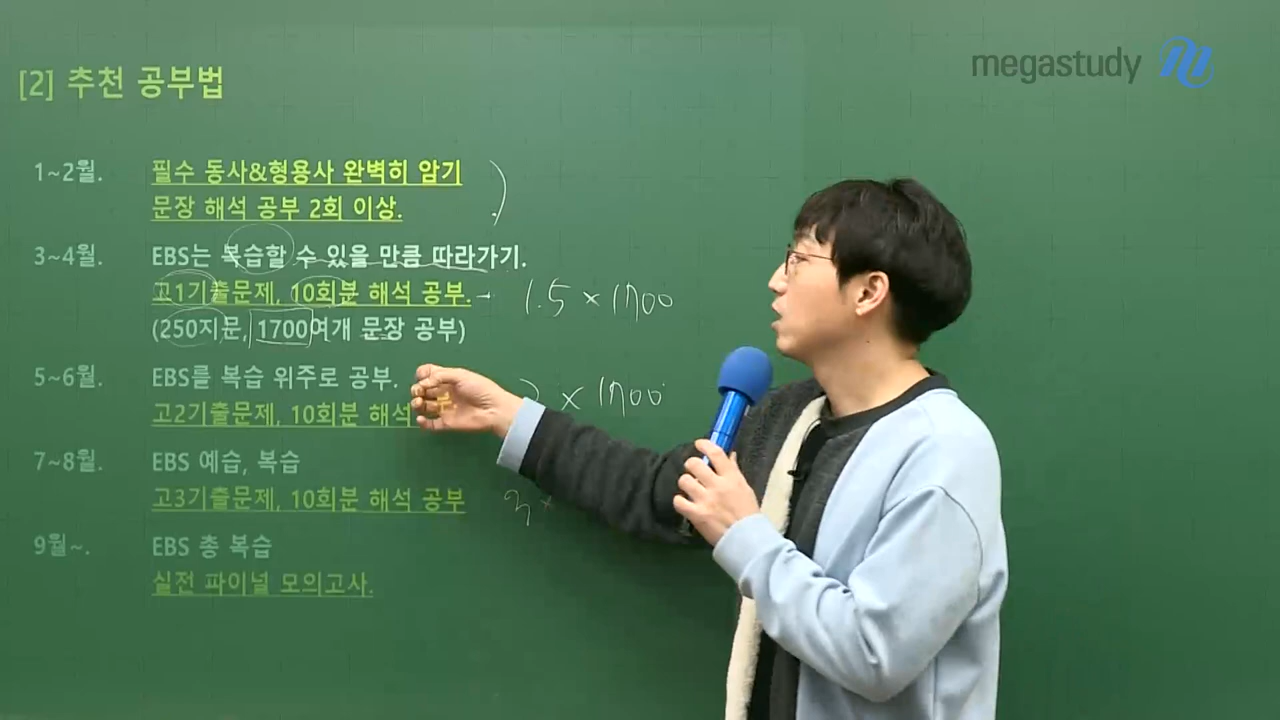 megastudy
[2] 추천 공부법
1~2월. 필수 동사&형용사 완벽히 암기
문장 해석 공부 2회 이상.
3~4월. EBS는 복습할 수 있을 만큼 따라가기.
고1기출문제, 10회분 해석 공부. 1.5 × 1700
(250지문, 1700여개 문장 공부)
5~6월. EBS를 복습 위주로 공부. 2 × 1700
고2기출문제, 10회분 해석
7~8월. EBS 예습, 복습
고3기출문제, 10회분 해석 공부
9월~. EBS 총 복습
실전 파이널 모의고사.